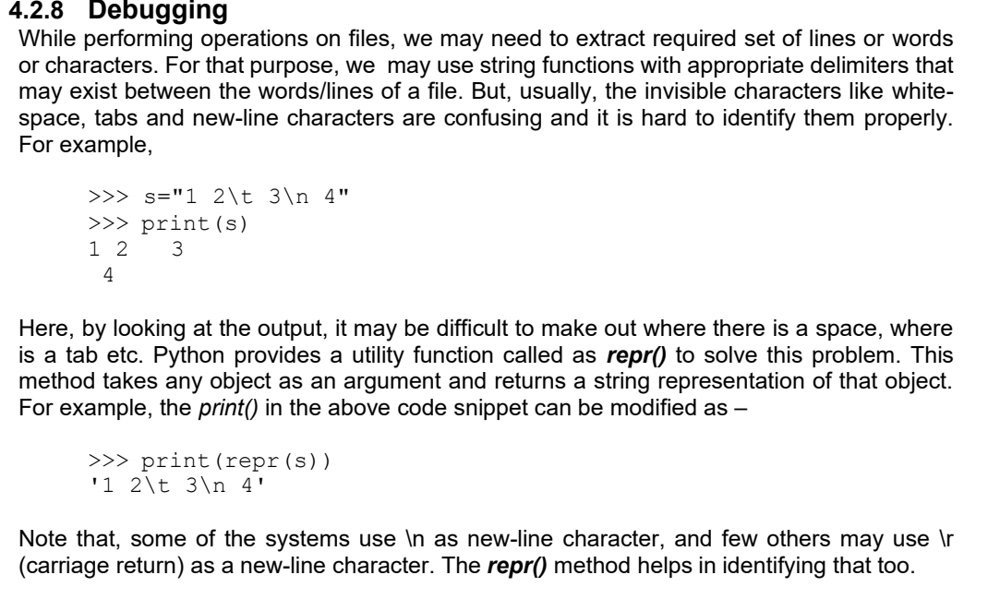 4.2.8 Debugging
While performing operations on files, we may need to extract required set of lines or words
or characters. For that purpose, we may use string functions with appropriate delimiters that
may exist between the words/lines of a file. But, usually, the invisible characters like white-
space, tabs and new-line characters are confusing and it is hard to identify them properly.
For example,
>>> s="1 2\t 3\n 4"
>>> print(s)
1 2   3
 4
Here, by looking at the output, it may be difficult to make out where there is a space, where
is a tab etc. Python provides a utility function called as repr() to solve this problem. This
method takes any object as an argument and returns a string representation of that object.
For example, the print() in the above code snippet can be modified as –
>>> print(repr(s))
'1 2\t 3\n 4'
Note that, some of the systems use \n as new-line character, and few others may use \r
(carriage return) as a new-line character. The repr() method helps in identifying that too.